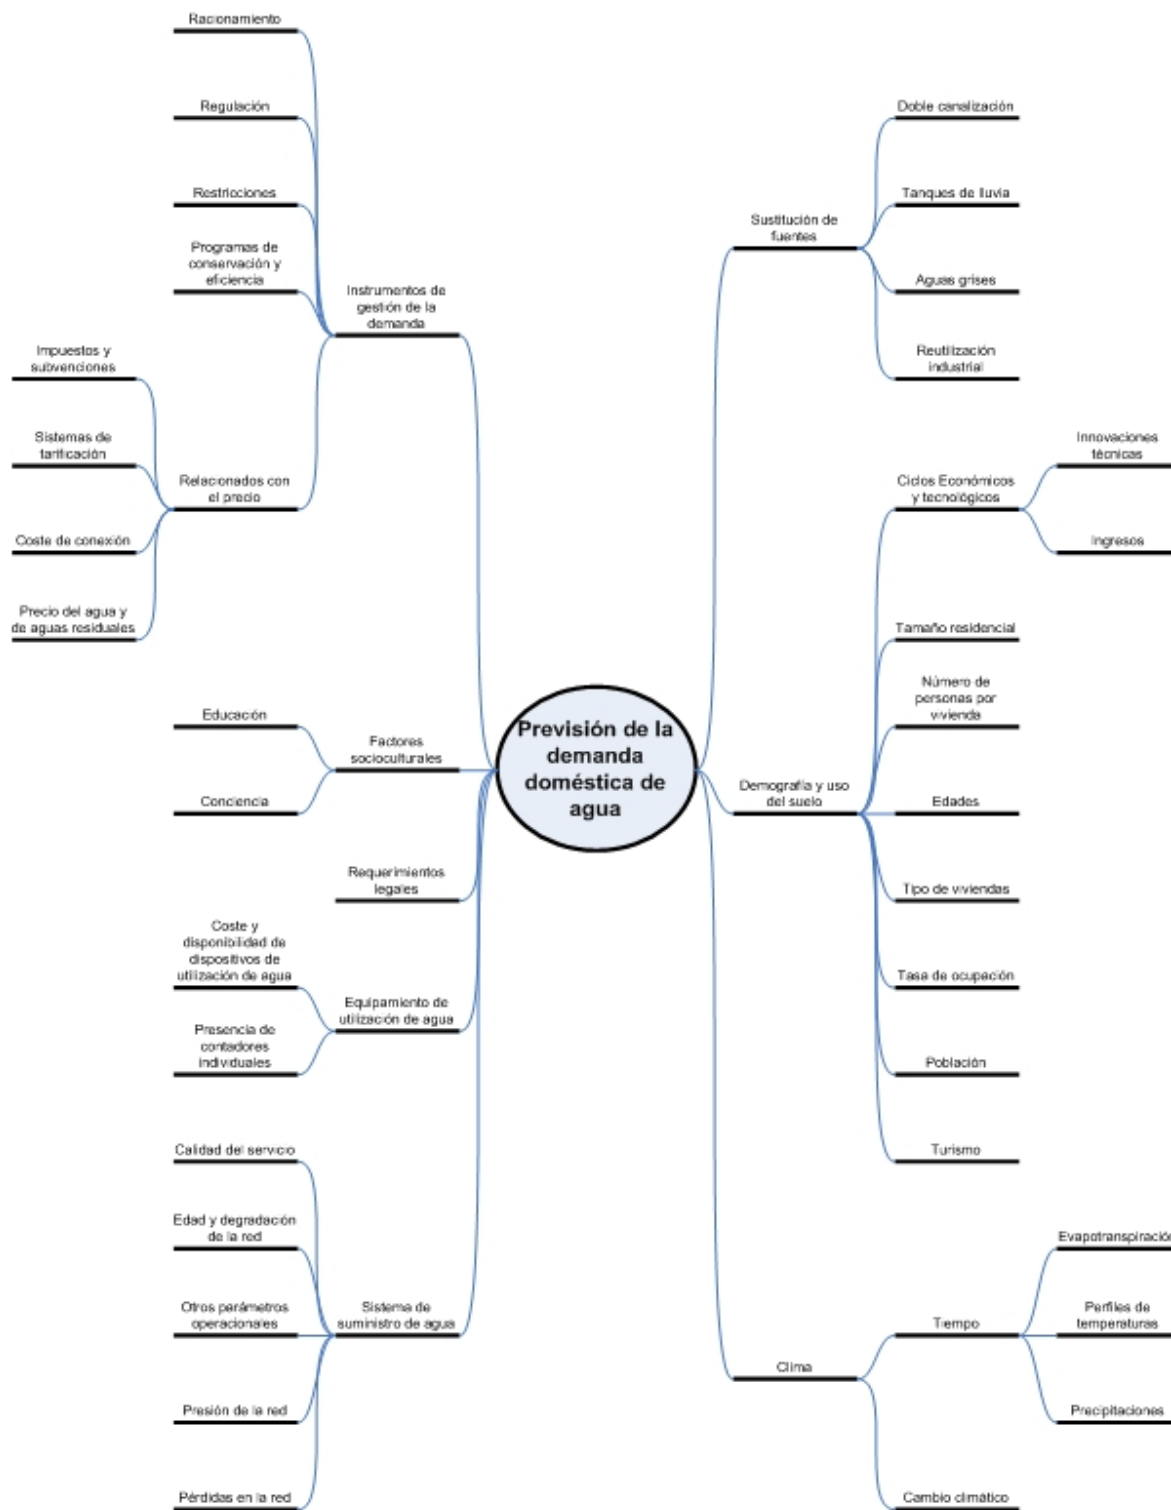 Racionamiento
Regulación
Restricciones
Programas de
conservación y
eficiencia
Instrumentos de
gestión de la
demanda
Impuestos y
subvenciones
Sistemas de
tarificación
Relacionados con
el precio
Coste de conexión
Precio del agua y
de aguas residuales
Educación
Factores
socioculturales
Conciencia
Requerimientos
legales
Coste y
disponibilidad de
dispositivos de
utilización de agua
Equipamiento de
utilización de agua
Presencia de
contadores
individuales
Calidad del servicio
Edad y degradación
de la red
Otros parámetros
operacionales
Sistema de
suministro de agua
Presión de la red
Pérdidas en la red
Previsión de la
demanda
doméstica de
agua
Doble canalización
Tanques de lluvia
Sustitución de
fuentes
Aguas grises
Reutilización
industrial
Innovaciones
técnicas
Ciclos Económicos
y tecnológicos
Ingresos
Tamaño residencial
Número de
personas por
vivienda
Demografía y uso
del suelo
Edades
Tipo de viviendas
Tasa de ocupación
Población
Turismo
Evapotranspiración
Perfiles de
temperaturas
Tiempo
Clima
Precipitaciones
Cambio climático